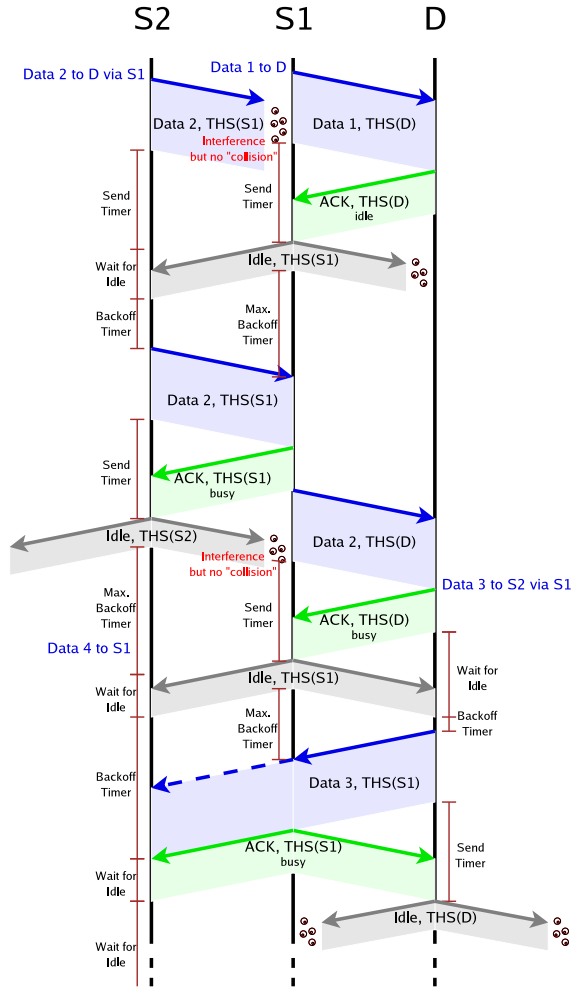 S2 S1 D
Data 2 to D via S1
Data 1 to D
Data 2, THS(S1)
Data 1, THS(D)
Interference
but no "collision"
Send
Timer
Send
Timer
ACK, THS(D)
idle
Wait for
Idle
Idle, THS(S1)
Backoff
Timer
Max.
Backoff
Timer
Data 2, THS(S1)
Send
Timer
ACK, THS(S1)
busy
Idle, THS(S2)
Data 2, THS(D)
Interference
but no "collision"
Data 3 to S2 via S1
Max.
Backoff
Timer
Send
Timer
ACK, THS(D)
busy
Data 4 to S1
Wait for
Idle
Idle, THS(S1)
Wait for
Idle
Max.
Backoff
Timer
Backoff
Timer
Backoff
Timer
Data 3, THS(S1)
ACK, THS(S1)
busy
Send
Timer
Wait for
Idle
Idle, THS(D)
Wait for
Idle